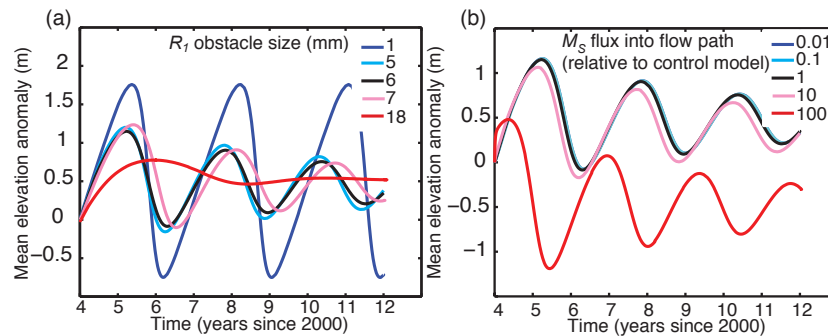 (a)
R₁ obstacle size (mm)
1
5
6
7
18
2
1.5
1
0.5
0
−0.5
Mean elevation anomaly (m)
4 5 6 7 8 9 10 11 12
Time (years since 2000)
(b)
M_S flux into flow path
(relative to control model)
0.01
0.1
1
10
100
1
0.5
0
−0.5
−1
Mean elevation anomaly (m)
4 5 6 7 8 9 10 11 12
Time (years since 2000)